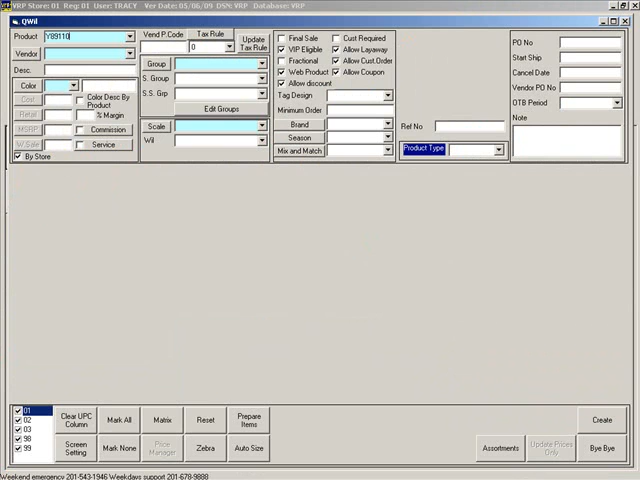 VRP Store: 01 Reg: 01 User: TRACY Ver Date: 05/06/09 DSN: VRP Database: VRP
QWil
Product Y89110
Vendor
Desc.
Color
Cost
Color Desc By Product
Retail
% Margin
MSRP
Commission
W.Sale
Service
By Store
Vend P.Code
Tax Rule
0
Update Tax Rule
Group
S. Group
S.S. Grp
Edit Groups
Scale
Wil
Final Sale
Cust Required
VIP Eligible
Allow Layaway
Fractional
Allow Cust.Order
Web Product
Allow Coupon
Allow discount
Tag Design
Minimum Order
Brand
Season
Mix and Match
Ref No
Product Type
PO No
Start Ship
Cancel Date
Vendor PO No
OTB Period
Note
01
02
03
98
99
Clear UPC Column
Mark All
Matrix
Reset
Prepare Items
Create
Screen Setting
Mark None
Price Manager
Zebra
Auto Size
Assortments
Update Prices Only
Bye Bye
Weekend emergency 201-543-1946 Weekdays support 201-678-9888